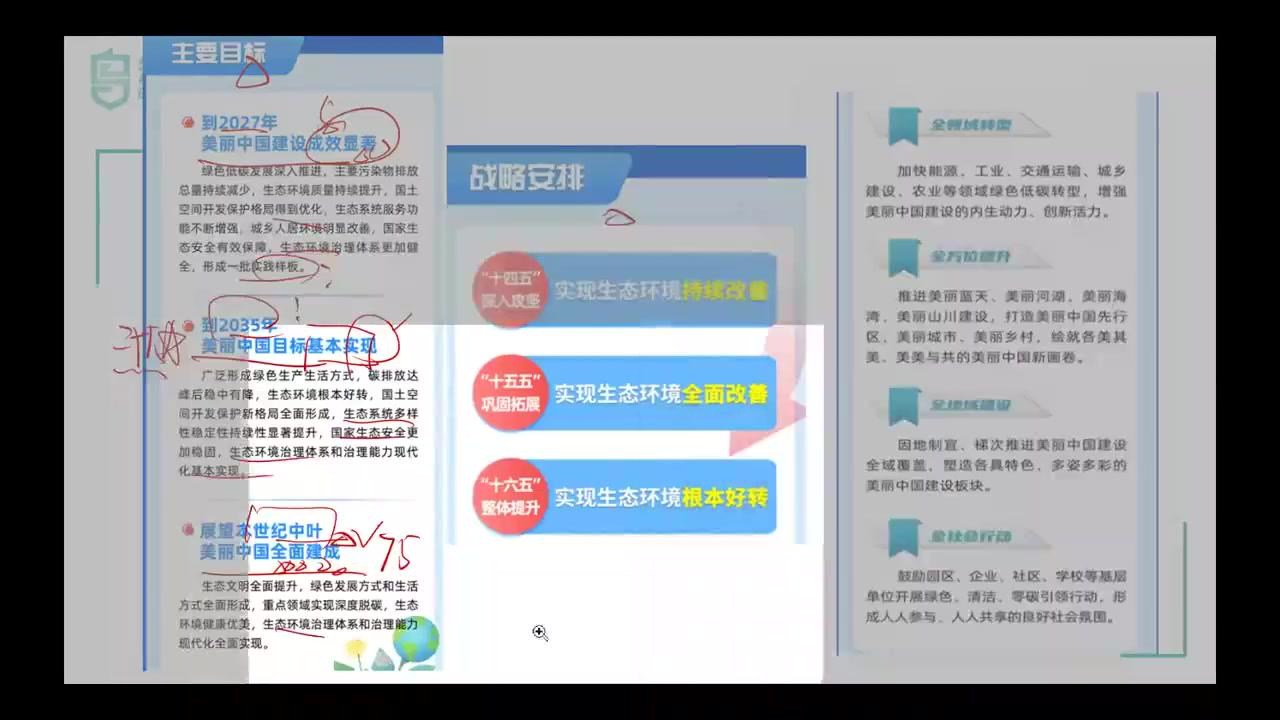 主要目标
到2027年
美丽中国建设成效显著
绿色低碳发展深入推进，主要污染物排放
总量持续减少，生态环境质量持续提升，国土
空间开发保护格局得到优化，生态系统服务功
能不断增强，城乡人居环境明显改善，国家生
态安全有效保障，生态环境治理体系更加健
全，形成一批实践样板。
到2035年
美丽中国目标基本实现
广泛形成绿色生产生活方式，碳排放达
峰后稳中有降，生态环境根本好转，国土空
间开发保护新格局全面形成，生态系统多样
性稳定性持续性显著提升，国家生态安全更
加稳固，生态环境治理体系和治理能力现代
化基本实现。
展望本世纪中叶
美丽中国全面建成
75
生态文明全面提升，绿色发展方式和生活
方式全面形成，重点领域实现深度脱碳，生态
环境健康优美，生态环境治理体系和治理能力
现代化全面实现。
战略安排
“十四五”
深入攻坚
实现生态环境持续改善
“十五五”
巩固拓展
实现生态环境全面改善
“十六五”
整体提升
实现生态环境根本好转
全领域转型
加快能源、工业、交通运输、城乡
建设、农业等领域绿色低碳转型，增强
美丽中国建设的内生动力、创新活力。
全方位提升
推进美丽蓝天、美丽河湖、美丽海
湾、美丽山川建设，打造美丽中国先行
区、美丽城市、美丽乡村，绘就各美其
美、美美与共的美丽中国新画卷。
全地域建设
因地制宜、梯次推进美丽中国建设
全域覆盖，塑造各具特色、多姿多彩的
美丽中国建设板块。
全社会行动
鼓励园区、企业、社区、学校等基层
单位开展绿色、清洁、零碳引领行动，形
成人人参与、人人共享的良好社会氛围。